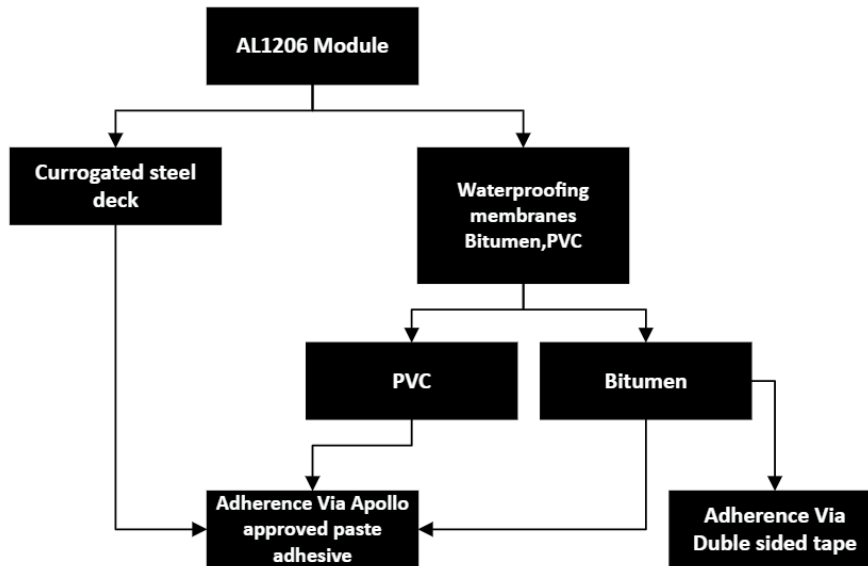 AL1206 Module
Currogated steel
deck
Waterproofing
membranes
Bitumen,PVC
PVC
Bitumen
Adherence Via Apollo
approved paste
adhesive
Adherence Via
Duble sided tape